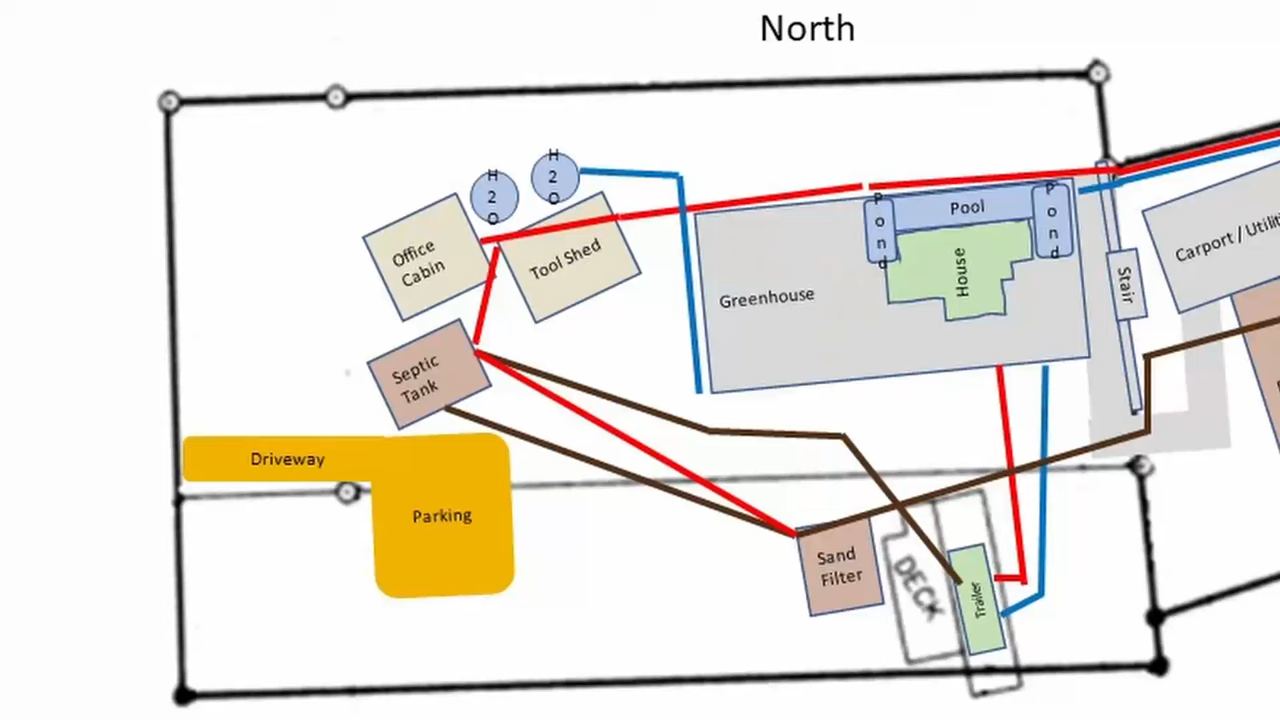 North
H
2
O
H
2
O
Office
Cabin
Tool Shed
Greenhouse
P
o
n
d
Pool
P
o
n
d
House
Stair
Carport / Utilit
Septic
Tank
Driveway
Parking
Sand
Filter
DECK
Trailer